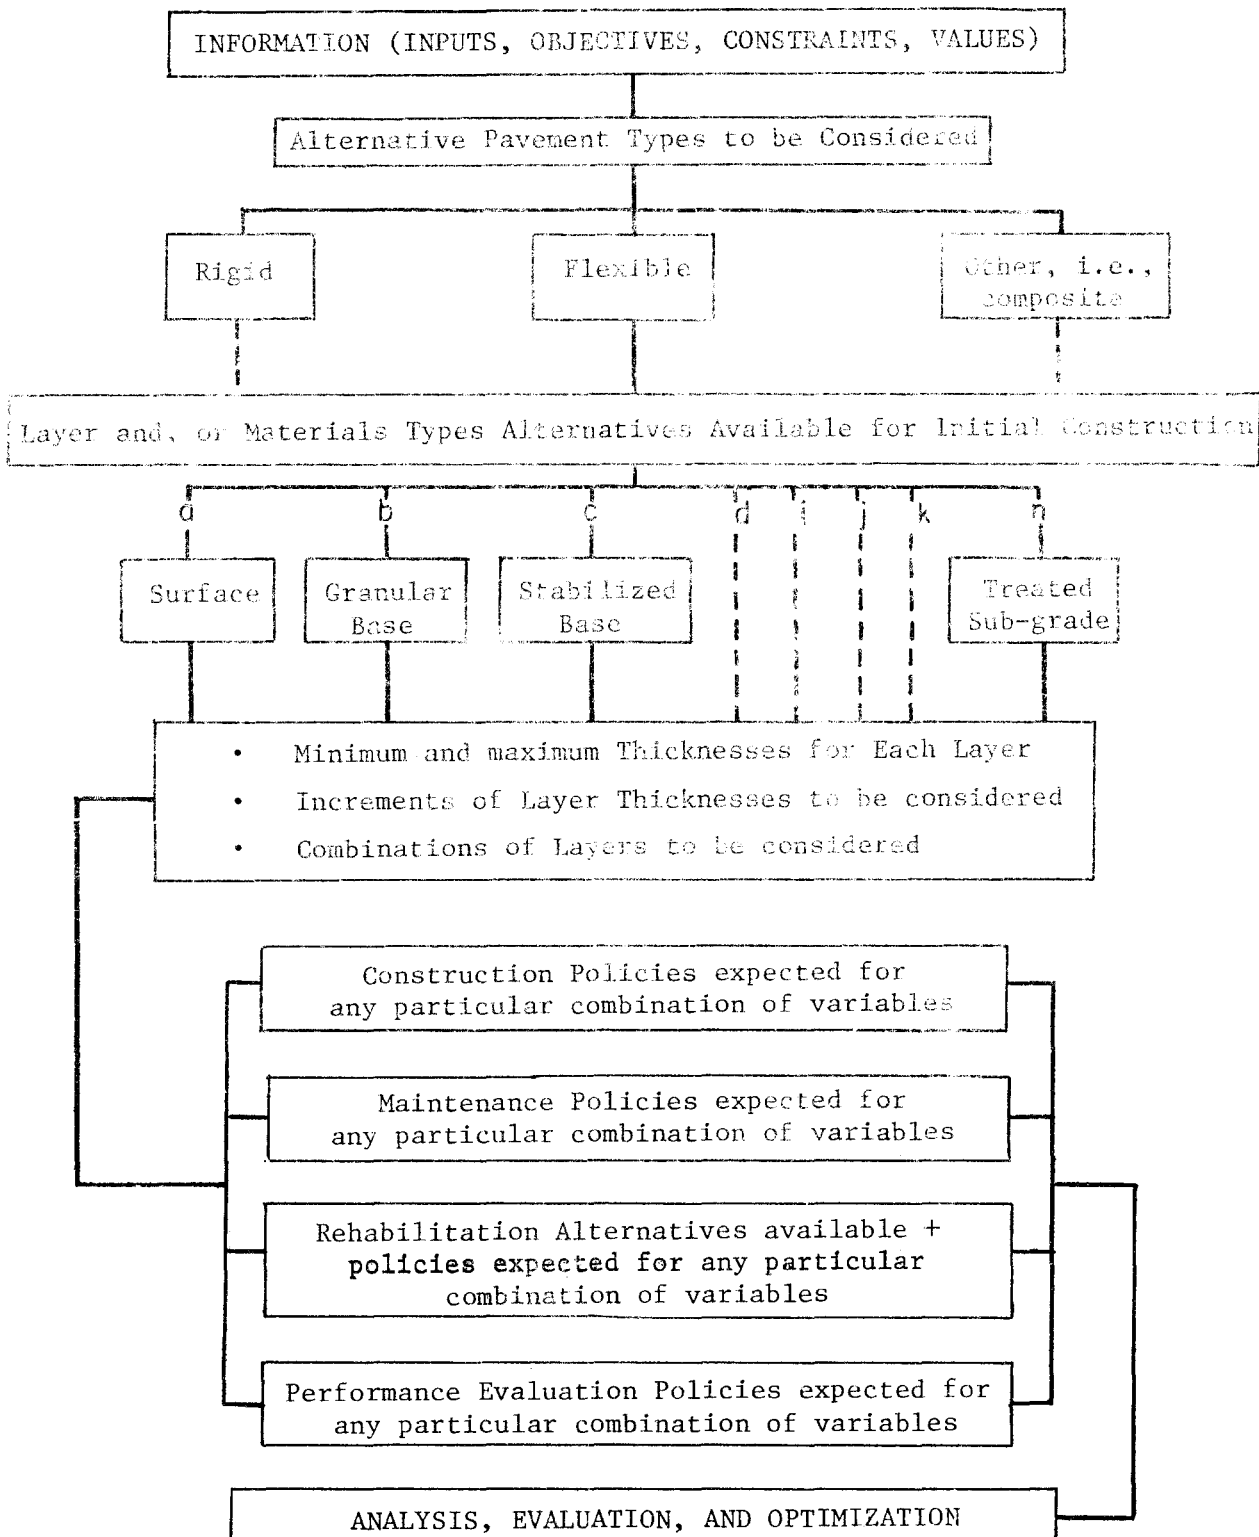 INFORMATION (INPUTS, OBJECTIVES, CONSTRAINTS, VALUES)
Alternative Pavement Types to be Considered
Rigid
Flexible
Other, i.e.,
composite
Layer and, or Materials Types Alternatives Available for Initial Construction
a b c d i j k n
Surface
Granular
Base
Stabilized
Base
Treated
Sub-grade
• Minimum and maximum Thicknesses for Each Layer
• Increments of Layer Thicknesses to be considered
• Combinations of Layers to be considered
Construction Policies expected for
any particular combination of variables
Maintenance Policies expected for
any particular combination of variables
Rehabilitation Alternatives available +
policies expected for any particular
combination of variables
Performance Evaluation Policies expected for
any particular combination of variables
ANALYSIS, EVALUATION, AND OPTIMIZATION